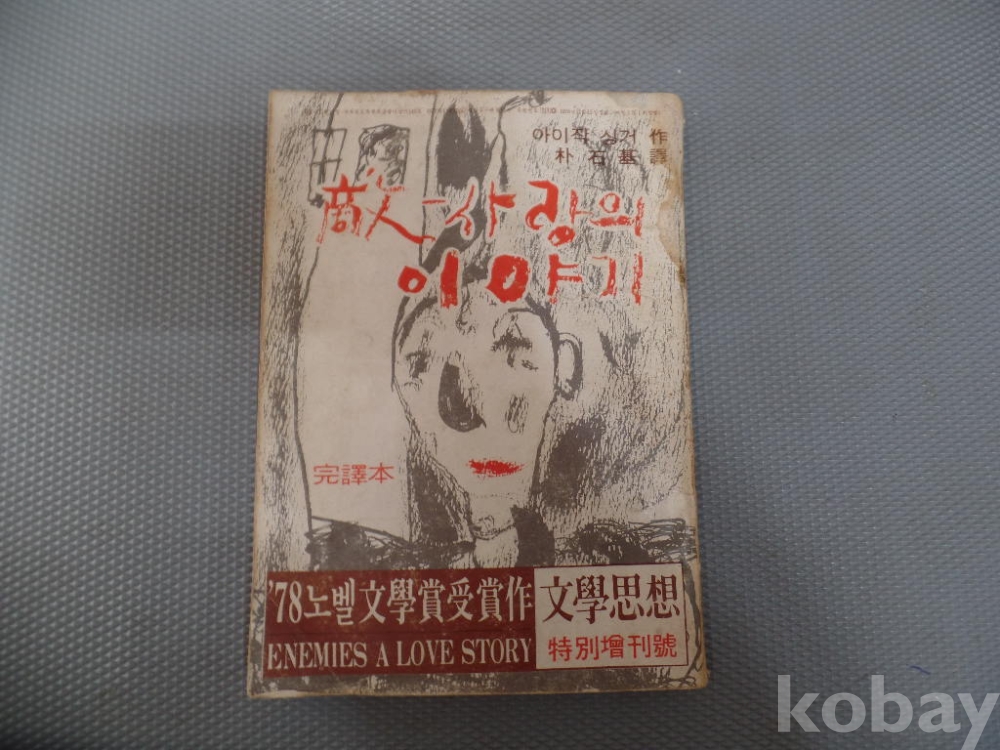 아이작 싱거 作
朴石基 譯
敵人-사랑의
이야기
完譯本
'78노벨文學賞受賞作
ENEMIES A LOVE STORY
文學思想
特別增刊號
kobay